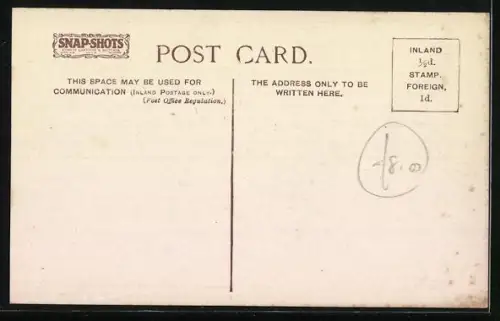 SNAP-SHOTS
POST CARD.
THIS SPACE MAY BE USED FOR
COMMUNICATION (INLAND POSTAGE ONLY.)
(Post Office Regulation.)
THE ADDRESS ONLY TO BE
WRITTEN HERE.
INLAND
½d.
STAMP.
FOREIGN,
1d.